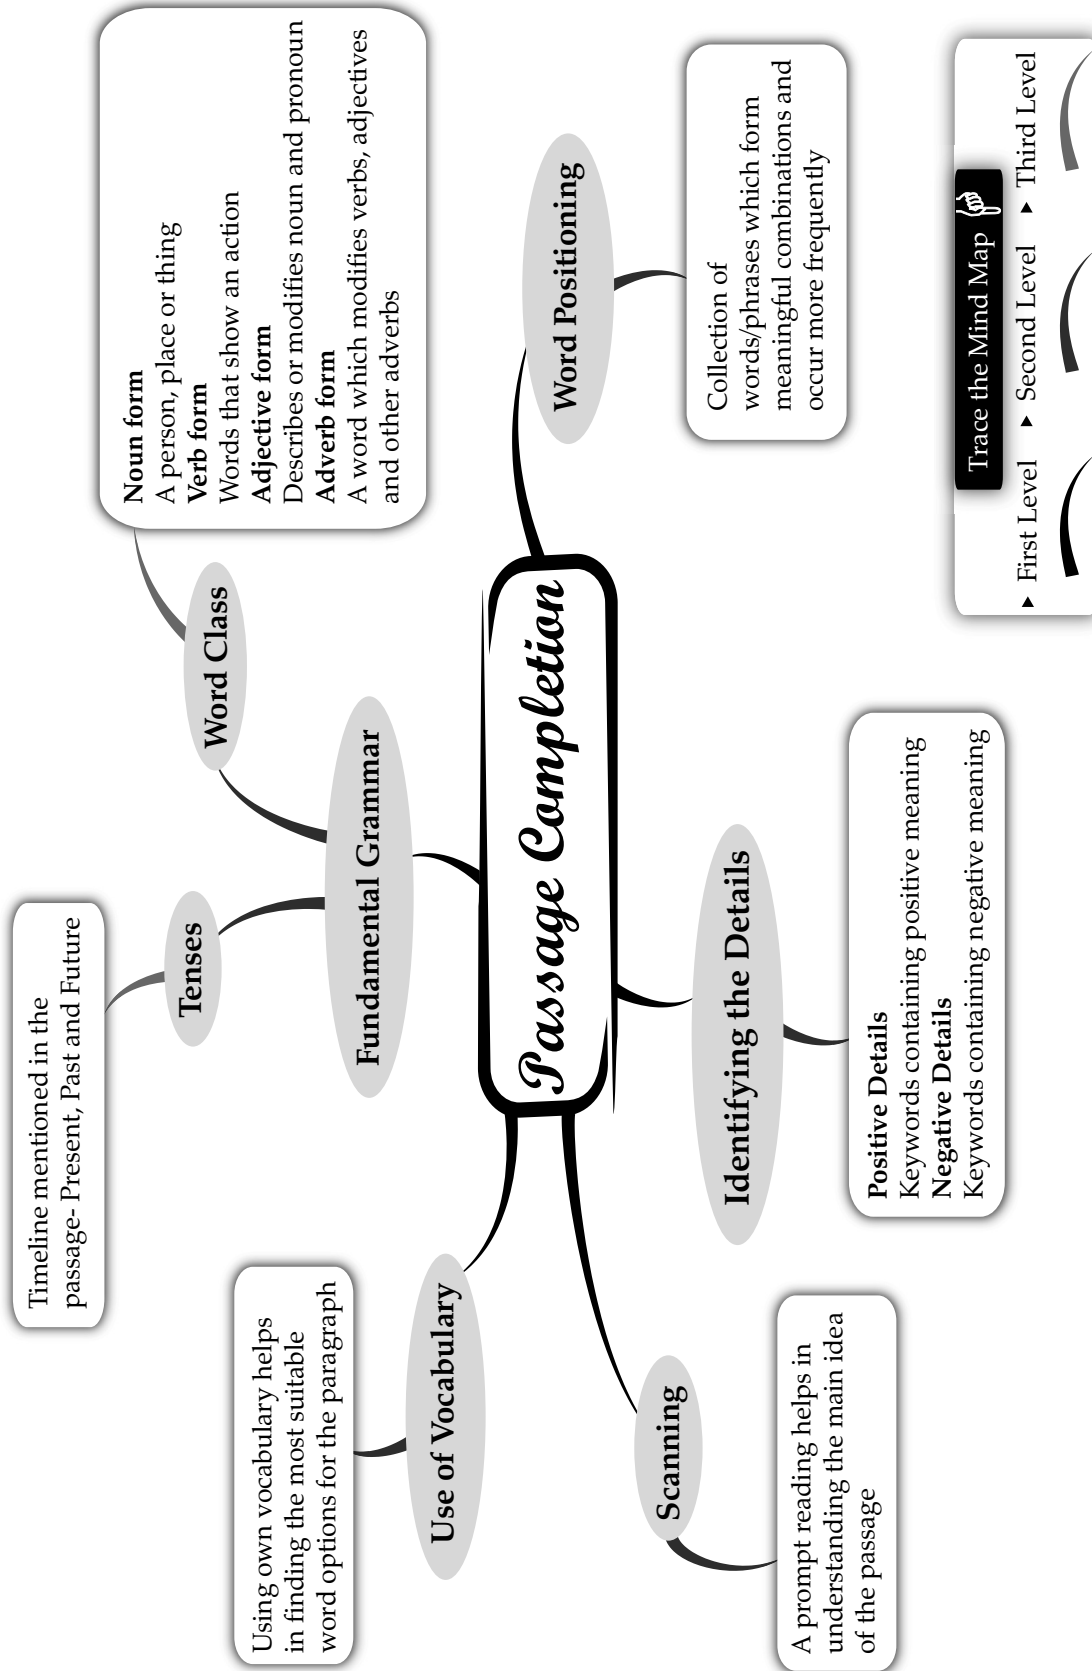 Timeline mentioned in the
passage- Present, Past and Future
Tenses
Noun form
A person, place or thing
Verb form
Words that show an action
Adjective form
Describes or modifies noun and pronoun
Adverb form
A word which modifies verbs, adjectives
and other adverbs
Word Class
Using own vocabulary helps
in finding the most suitable
word options for the paragraph
Use of Vocabulary
Fundamental Grammar
Passage Completion
Word Positioning
Collection of
words/phrases which form
meaningful combinations and
occur more frequently
Scanning
A prompt reading helps in
understanding the main idea
of the passage
Identifying the Details
Positive Details
Keywords containing positive meaning
Negative Details
Keywords containing negative meaning
Trace the Mind Map
First Level Second Level Third Level